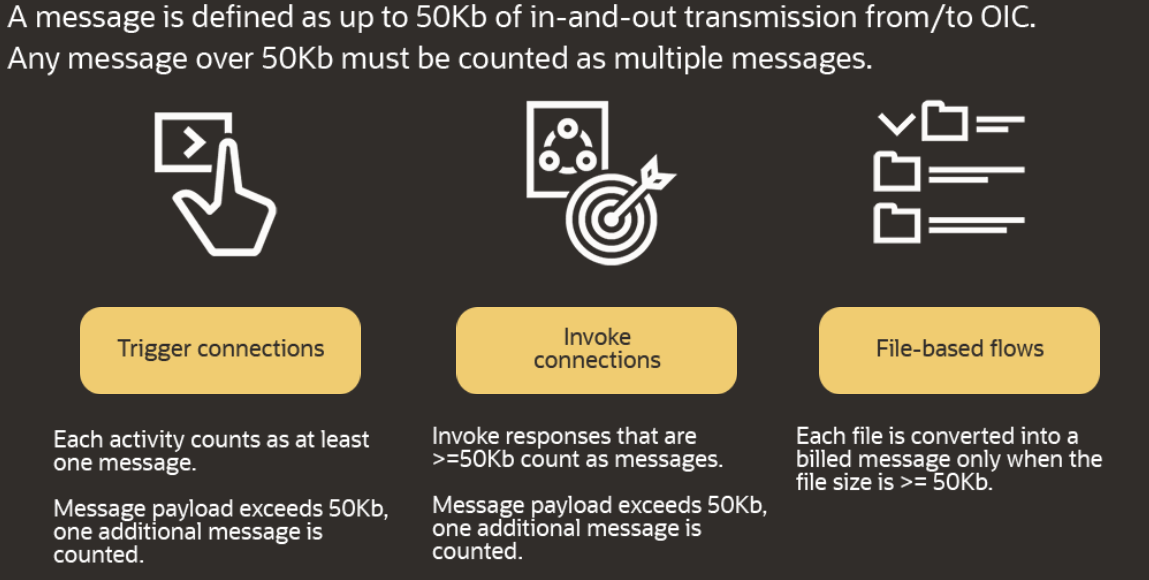 A message is defined as up to 50Kb of in-and-out transmission from/to OIC.
Any message over 50Kb must be counted as multiple messages.
Trigger connections
Each activity counts as at least
one message.
Message payload exceeds 50Kb,
one additional message is
counted.
Invoke
connections
Invoke responses that are
>=50Kb count as messages.
Message payload exceeds 50Kb,
one additional message is
counted.
File-based flows
Each file is converted into a
billed message only when the
file size is >= 50Kb.